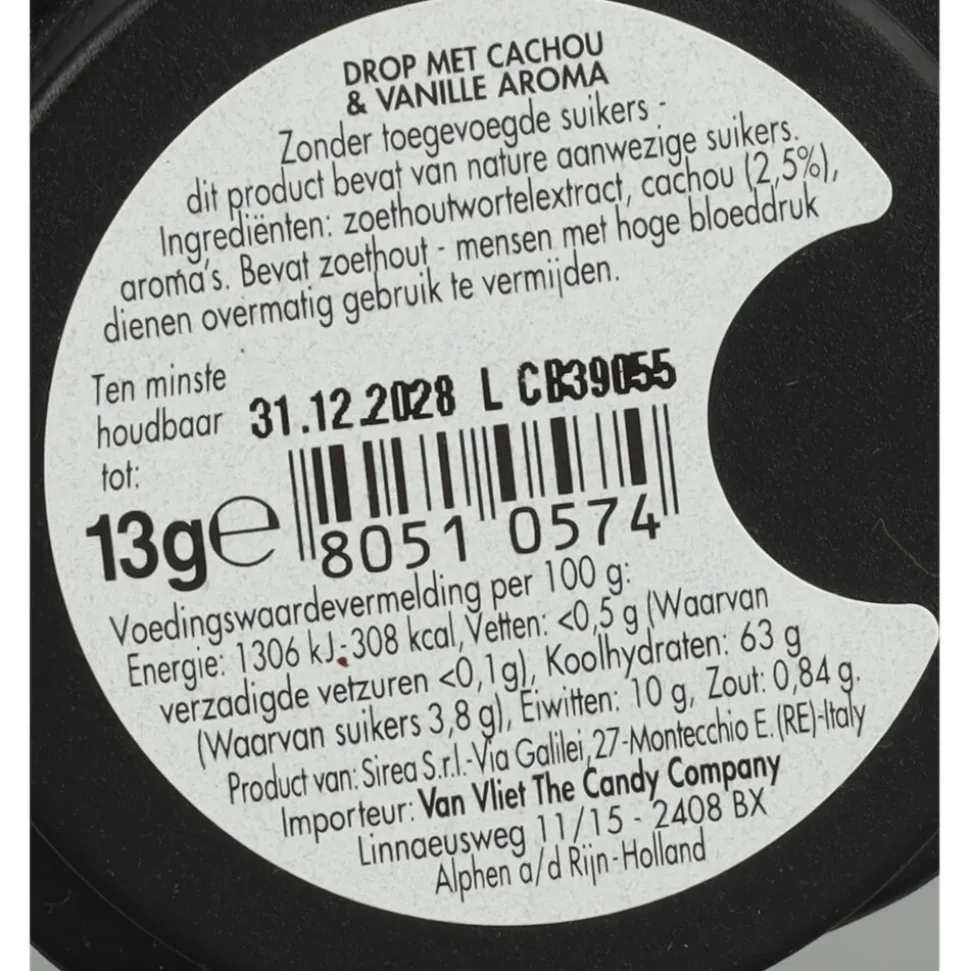 DROP MET CACHOU
& VANILLE AROMA
Zonder toegevoegde suikers -
dit product bevat van nature aanwezige suikers.
Ingrediënten: zoethoutwortelextract, cachou (2,5%),
aroma's. Bevat zoethout - mensen met hoge bloeddruk
dienen overmatig gebruik te vermijden.
Ten minste
houdbaar 31.12.2028 L CB39055
tot:
13g℮ 8051 0574
Voedingswaardevermelding per 100 g:
Energie: 1306 kJ-308 kcal, Vetten: <0,5 g (Waarvan
verzadigde vetzuren <0,1g), Koolhydraten: 63 g
(Waarvan suikers 3,8 g), Eiwitten: 10 g, Zout: 0,84 g.
Product van: Sirea S.r.l.-Via Galilei,27-Montecchio E.(RE)-Italy
Importeur: Van Vliet The Candy Company
Linnaeusweg 11/15 - 2408 BX
Alphen a/d Rijn-Holland